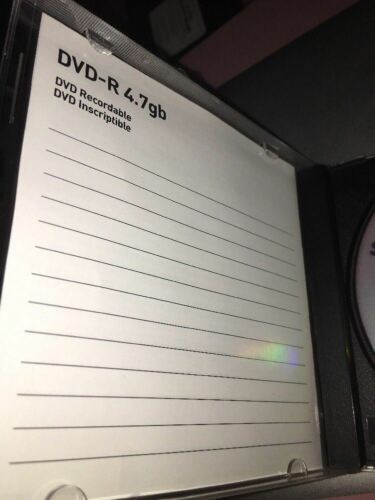 DVD-R 4.7gb
DVD Recordable
DVD Inscriptible